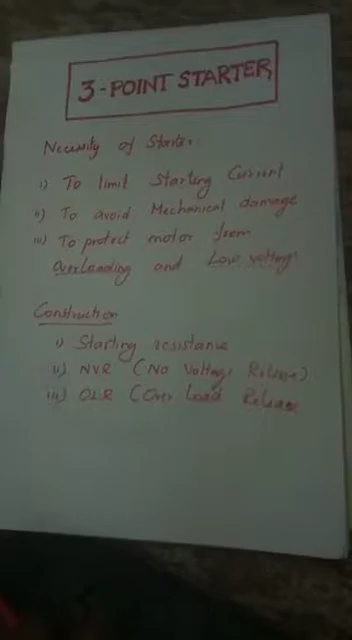 3-POINT STARTER
Necessity of Starter
i) To limit Starting Current
ii) To avoid Mechanical damage
iii) To protect motor from
Overloading and Low voltage
Construction
i) Starting resistance
ii) NVR (No Voltage Release)
iii) OLR (Over Load Release